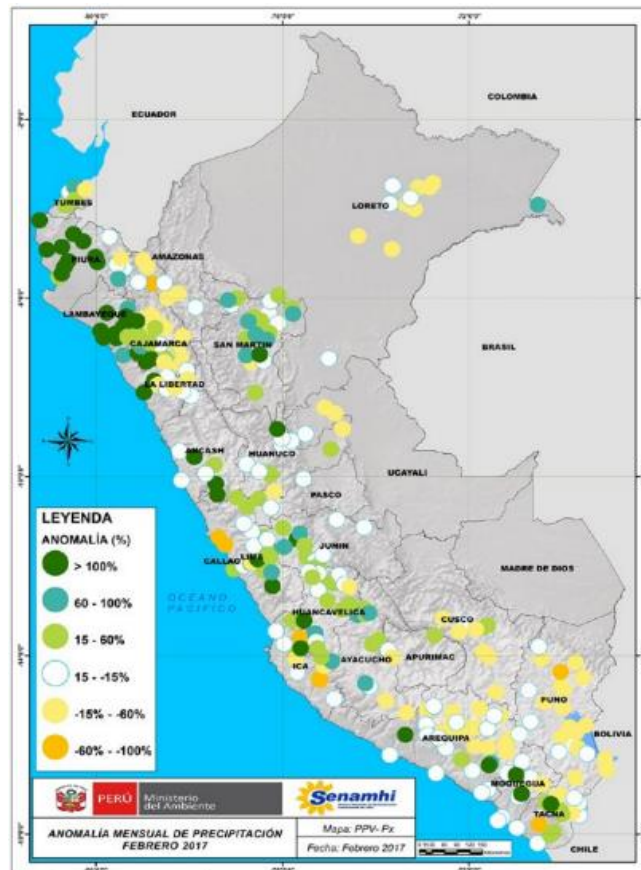 ECUADOR
COLOMBIA
TUMBES
LORETO
PIURA
AMAZONAS
LAMBAYEQUE
CAJAMARCA
SAN MARTIN
BRASIL
LA LIBERTAD
ANCASH
HUANUCO
UCAYALI
PASCO
LEYENDA
ANOMALÍA (%)
> 100%
60 - 100%
15 - 60%
15 - -15%
-15% - -60%
-60% - -100%
CALLAO
LIMA
JUNIN
MADRE DE DIOS
OCEANO
PACIFICO
HUANCAVELICA
CUSCO
ICA
AYACUCHO
APURIMAC
PUNO
AREQUIPA
BOLIVIA
MOQUEGUA
TACNA
CHILE
PERÚ
Ministerio
del Ambiente
Senamhi
ANOMALÍA MENSUAL DE PRECIPITACIÓN
FEBRERO 2017
Mapa: PPV- Px
Fecha: Febrero 2017